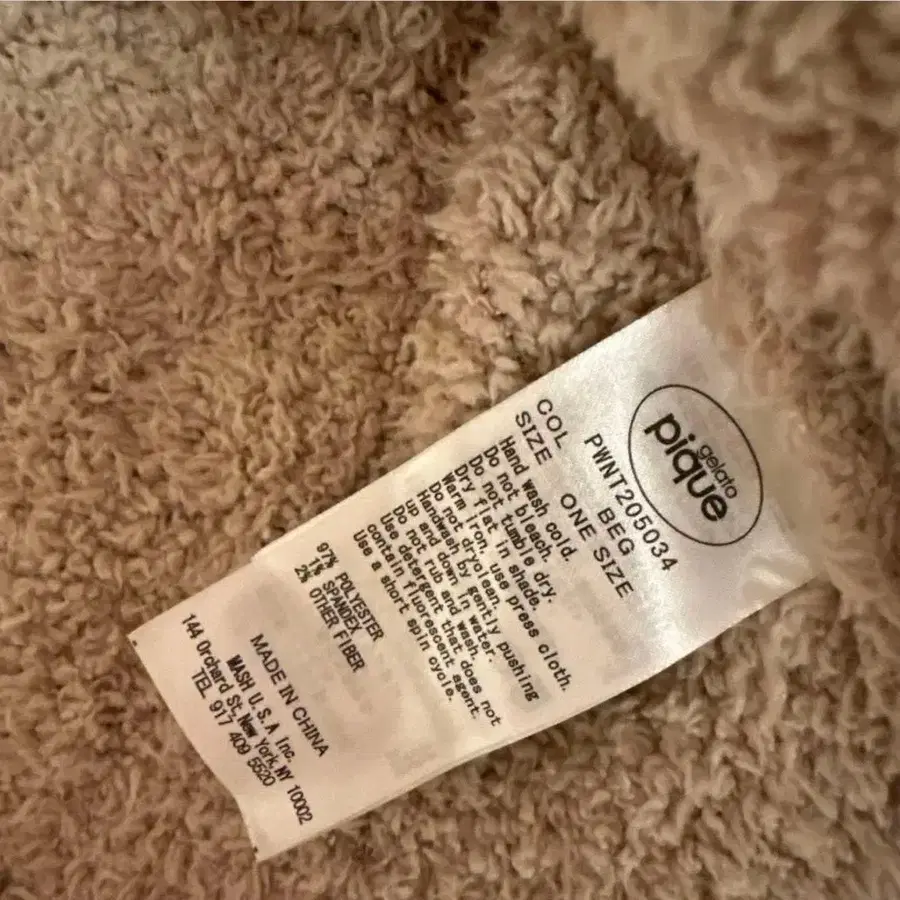 gelato
pique
PWNT205034
COL BEG
SIZE ONE SIZE
Hand wash cold.
Do not bleach.
Do not tumble dry.
Dry flat in shade.
Warm iron, use press cloth.
Do not dryclean.
Handwash by gently pushing
up and down in water.
Do not rub and wash.
Use detergent that does not
contain fluorescent agent.
Use a short spin cycle.
97% POLYESTER
1% SPANDEX
2% OTHER FIBER
MADE IN CHINA
MASH U.S.A Inc.
144 Orchard St, New York, NY 10002
TEL 917 409 5520